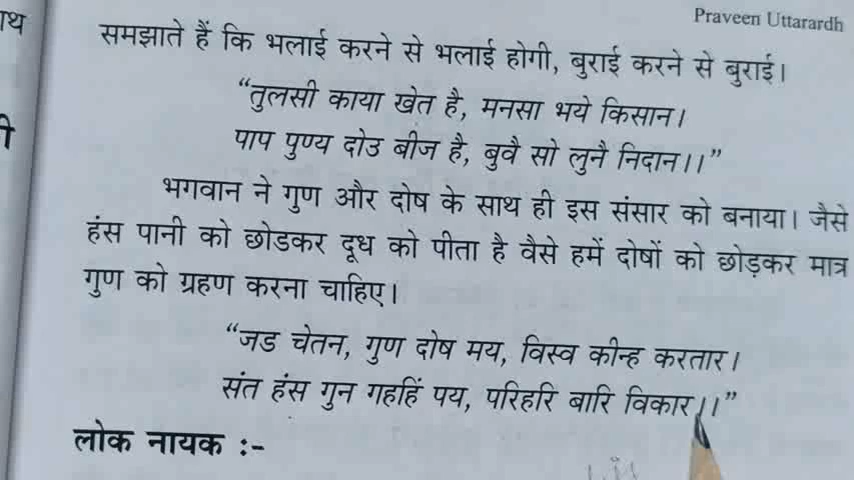 Praveen Uttarardh
समझाते हैं कि भलाई करने से भलाई होगी, बुराई करने से बुराई।
“तुलसी काया खेत है, मनसा भये किसान।
पाप पुण्य दोउ बीज है, बुवै सो लुनै निदान।।”
भगवान ने गुण और दोष के साथ ही इस संसार को बनाया। जैसे
हंस पानी को छोडकर दूध को पीता है वैसे हमें दोषों को छोड़कर मात्र
गुण को ग्रहण करना चाहिए।
“जड चेतन, गुण दोष मय, विस्व कीन्ह करतार।
संत हंस गुन गहहिं पय, परिहरि बारि विकार।।”
लोक नायक :-